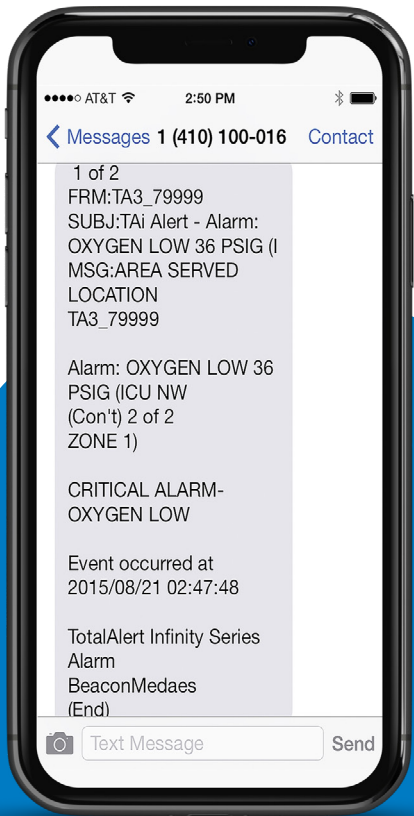 AT&T 2:50 PM
Messages 1 (410) 100-016 Contact
1 of 2
FRM:TA3_79999
SUBJ:TAi Alert - Alarm:
OXYGEN LOW 36 PSIG (I
MSG:AREA SERVED
LOCATION
TA3_79999
Alarm: OXYGEN LOW 36
PSIG (ICU NW
(Con't) 2 of 2
ZONE 1)
CRITICAL ALARM-
OXYGEN LOW
Event occurred at
2015/08/21 02:47:48
TotalAlert Infinity Series
Alarm
BeaconMedaes
(End)
Text Message Send